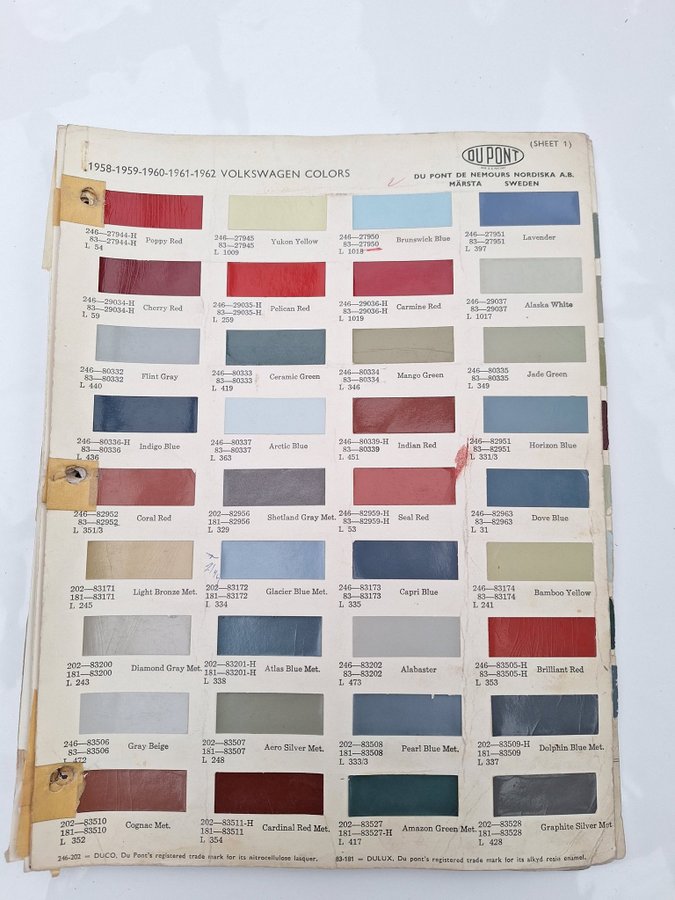 1958-1959-1960-1961-1962 VOLKSWAGEN COLORS
DU PONT
(SHEET 1)
DU PONT DE NEMOURS NORDISKA A.B.
MÄRSTA SWEDEN
246—27944-H
83—27944-H Poppy Red
L 54
246—27945
83—27945 Yukon Yellow
L 1009
246—27950
83—27950 Brunswick Blue
L 1018
246—27951
83—27951 Lavender
L 397
246—29034-H
83—29034-H Cherry Red
L 59
246—29035-H
83—29035-H Pelican Red
L 259
246—29036-H
83—29036-H Carmine Red
L 1019
246—29037
83—29037 Alaska White
L 1017
246—80332
83—80332 Flint Gray
L 440
246—80333
83—80333 Ceramic Green
L 419
246—80334
83—80334 Mango Green
L 346
246—80335
83—80335 Jade Green
L 349
246—80336-H
83—80336 Indigo Blue
L 436
246—80337
83—80337 Arctic Blue
L 363
246—80339-H
83—80339 Indian Red
L 451
246—82951
82951 Horizon Blue
L 331/3
246—82952
83—82952 Coral Red
L 351/3
202—82956
181—82956 Shetland Gray Met.
L 329
246—82959-H
83—82959-H Seal Red
L 53
246—82963
83—82963 Dove Blue
L 31
202—83171
181—83171 Light Bronze Met.
L 245
202—83172
181—83172 Glacier Blue Met.
L 334
246—83173
83—83173 Capri Blue
L 335
246—83174
83—83174 Bamboo Yellow
L 241
202—83200
181—83200 Diamond Gray Met.
L 243
202—83201-H
181—83201-H Atlas Blue Met.
L 338
246—83202
83—83202 Alabaster
L 473
246—83505-H
83—83505-H Brilliant Red
L 353
246—83506
83—83506 Gray Beige
L 472
202—83507
181—83507 Aero Silver Met.
L 248
202—83508
181—83508 Pearl Blue Met.
L 333/3
202—83509-H
181—83509 Dolphin Blue Met.
L 337
202—83510
181—83510 Cognac Met.
L 352
202—83511-H
181—83511 Cardinal Red Met.
L 354
202—83527
181—83527-H Amazon Green Met.
L 417
202—83528
181—83528 Graphite Silver Met
L 428
246-202 = DUCO, Du Pont's registered trade mark for its nitrocellulose lacquer.
83-181 = DULUX, Du pont's registered trade mark for its alkyd resin enamel.